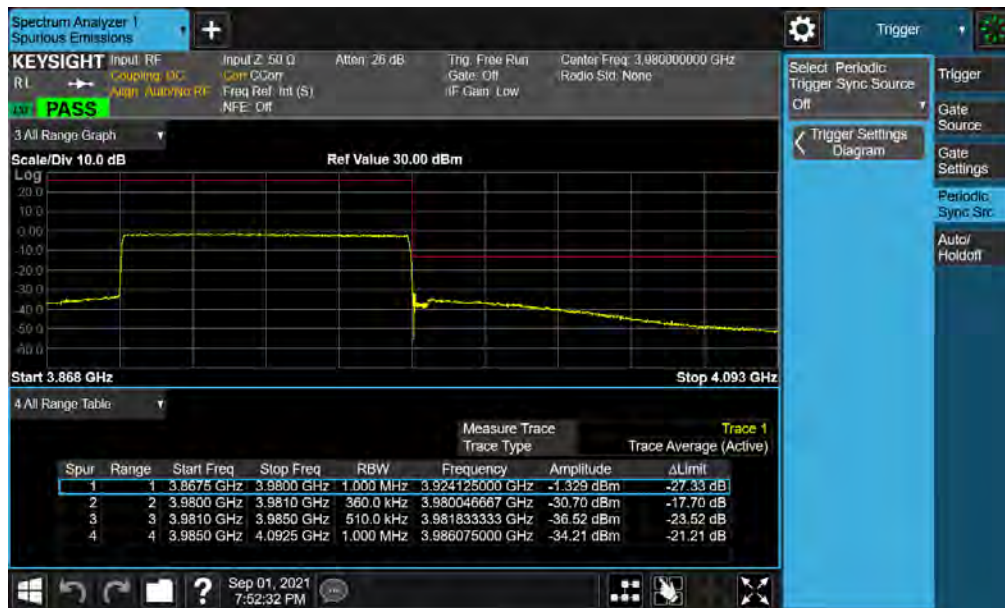 Spectrum Analyzer 1
Spurious Emissions
Trigger
KEYSIGHT Input: RF Input Z: 50 Ω Atten: 26 dB Trig: Free Run Center Freq: 3.980000000 GHz
RL Coupling: DC Corr CCorr Gate: Off Radio Std: None
Align: Auto/No RF Freq Ref: Int (S) IF Gain: Low
PASS NFE: Off
Select Periodic
Trigger Sync Source
Off
Trigger Settings
Diagram
Trigger
Gate
Source
Gate
Settings
Periodic
Sync Src
Auto/
Holdoff
3 All Range Graph
Scale/Div 10.0 dB Ref Value 30.00 dBm
Log
20.0
10.0
0.00
-10.0
-20.0
-30.0
-40.0
-50.0
-60.0
Start 3.868 GHz Stop 4.093 GHz
4 All Range Table
Measure Trace Trace 1
Trace Type Trace Average (Active)
Spur Range Start Freq Stop Freq RBW Frequency Amplitude ΔLimit
1 1 3.8675 GHz 3.9800 GHz 1.000 MHz 3.924125000 GHz -1.329 dBm -27.33 dB
2 2 3.9800 GHz 3.9810 GHz 360.0 kHz 3.980046667 GHz -30.70 dBm -17.70 dB
3 3 3.9810 GHz 3.9850 GHz 510.0 kHz 3.981833333 GHz -36.52 dBm -23.52 dB
4 4 3.9850 GHz 4.0925 GHz 1.000 MHz 3.986075000 GHz -34.21 dBm -21.21 dB
Sep 01, 2021
7:52:32 PM